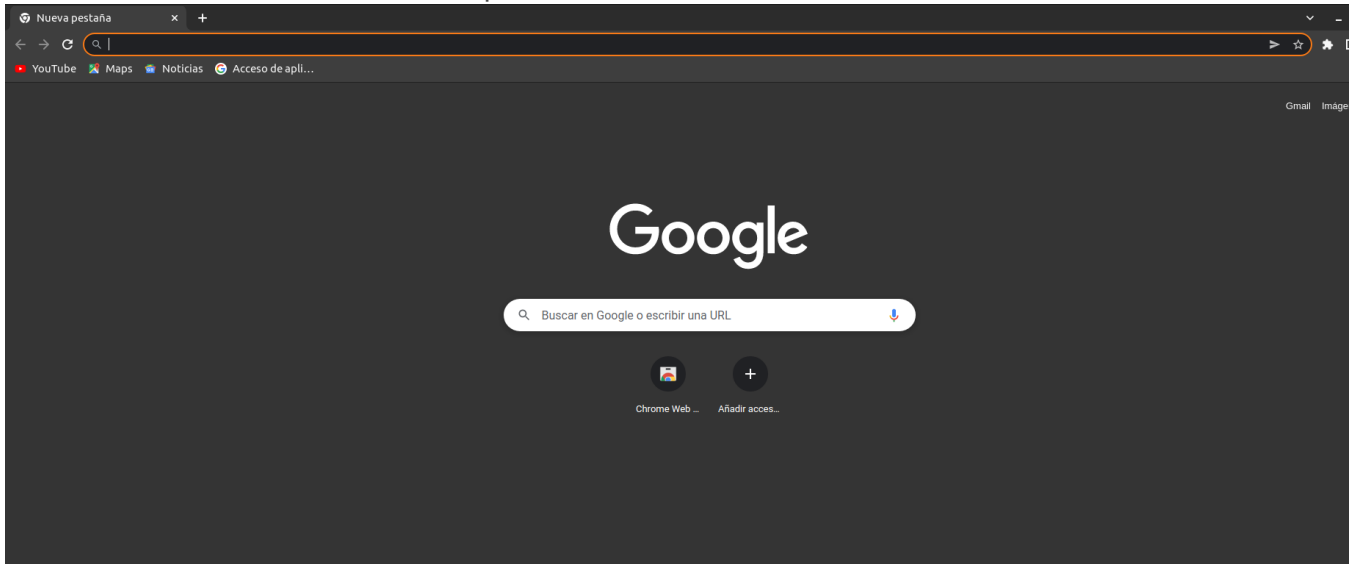 Nueva pestaña
YouTube Maps Noticias Acceso de apli...
Gmail Image
Google
Buscar en Google o escribir una URL
Chrome Web ... Añadir acces...